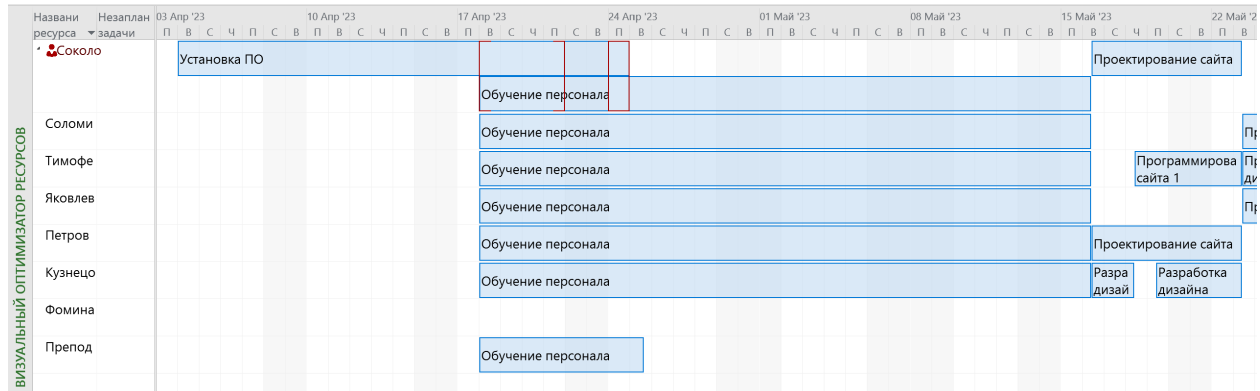 Названи Незаплан 03 Апр '23 10 Апр '23 17 Апр '23 24 Апр '23 01 Май '23 08 Май '23 15 Май '23 22 Май '2
ресурса задачи П В С Ч П С В П В С Ч П С В П В С Ч П С В П В С Ч П С В П В С Ч П С В П В С Ч П С В П В С Ч П С В П В
ВИЗУАЛЬНЫЙ ОПТИМИЗАТОР РЕСУРСОВ
Соколо
Установка ПО
Проектирование сайта
Обучение персонала
Соломи
Обучение персонала
Тимофе
Обучение персонала
Программирова
сайта 1
Яковлев
Обучение персонала
Петров
Обучение персонала
Проектирование сайта
Кузнецо
Обучение персонала
Разра
дизай
Разработка
дизайна
Фомина
Препод
Обучение персонала